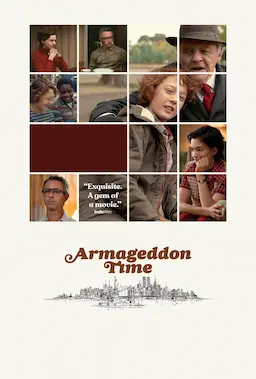 "Exquisite.
A gem
of a
movie."
IndieWire
Armageddon
Time